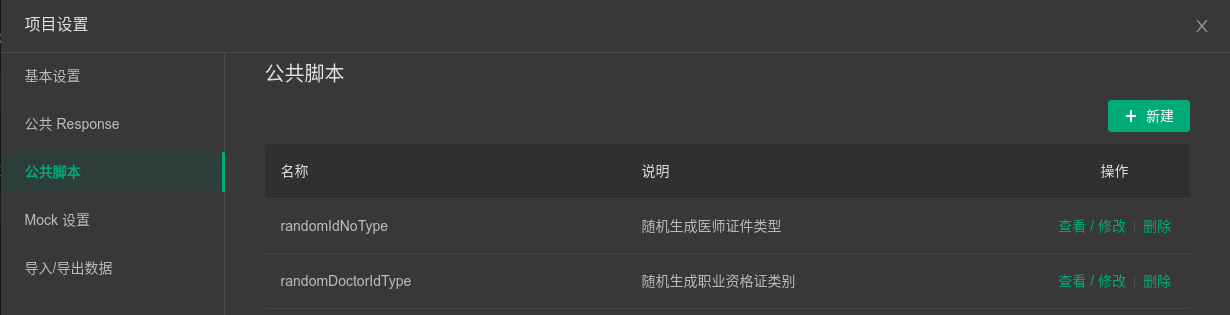 项目设置
基本设置
公共 Response
公共脚本
Mock 设置
导入/导出数据
公共脚本
新建
名称 说明 操作
randomIdNoType 随机生成医师证件类型 查看 / 修改 | 删除
randomDoctorIdType 随机生成职业资格证类别 查看 / 修改 | 删除